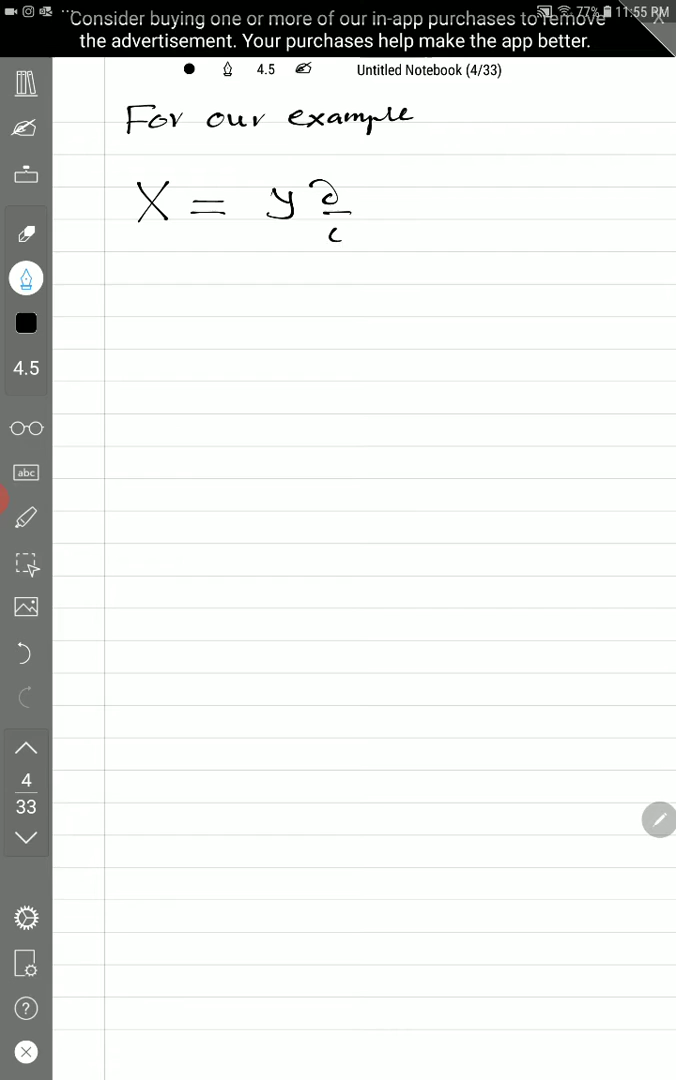 Consider buying one or more of our in-app purchases to remove
the advertisement. Your purchases help make the app better.
77% 11:55 PM
X
4.5 Untitled Notebook (4/33)
For our example
X = y ∂
4.5
abc
4
33
?